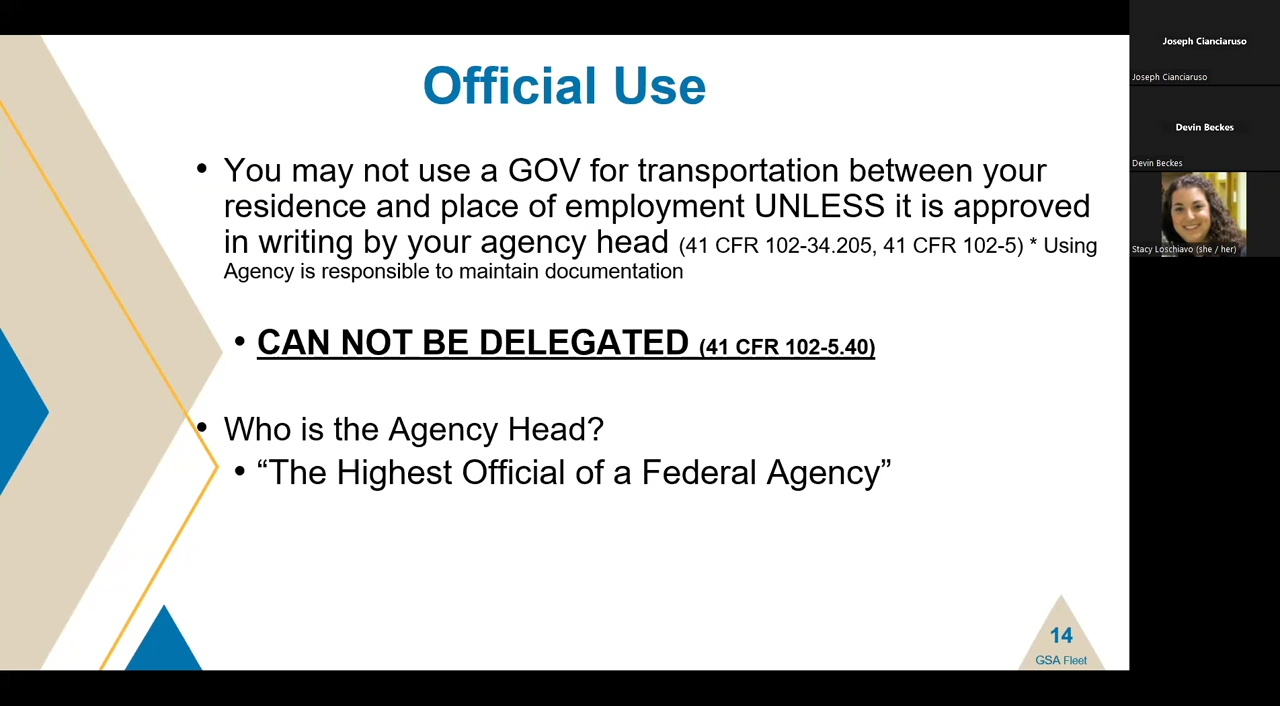 Official Use
• You may not use a GOV for transportation between your
residence and place of employment UNLESS it is approved
in writing by your agency head (41 CFR 102-34.205, 41 CFR 102-5) * Using
Agency is responsible to maintain documentation
• CAN NOT BE DELEGATED (41 CFR 102-5.40)
• Who is the Agency Head?
• “The Highest Official of a Federal Agency”
14
GSA Fleet
Joseph Cianciaruso
Joseph Cianciaruso
Devin Beckes
Devin Beckes
Stacy Loschiavo (she / her)